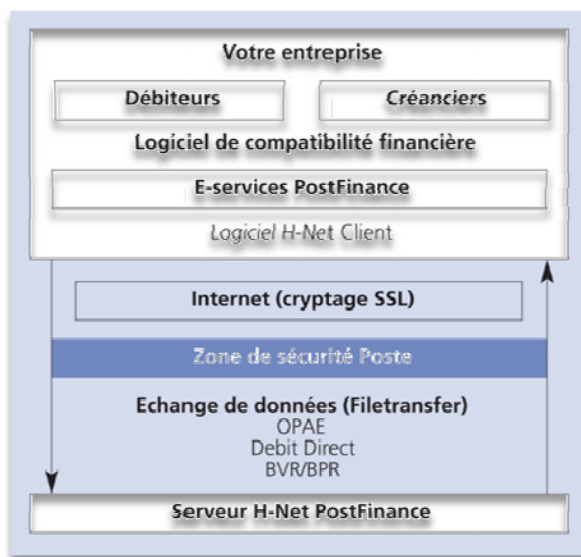 Votre entreprise
Débiteurs Créanciers
Logiciel de compatibilité financière
E-services PostFinance
Logiciel H-Net Client
Internet (cryptage SSL)
Zone de sécurité Poste
Echange de données (Filetransfer)
OPAE
Debit Direct
BVR/BPR
Serveur H-Net PostFinance